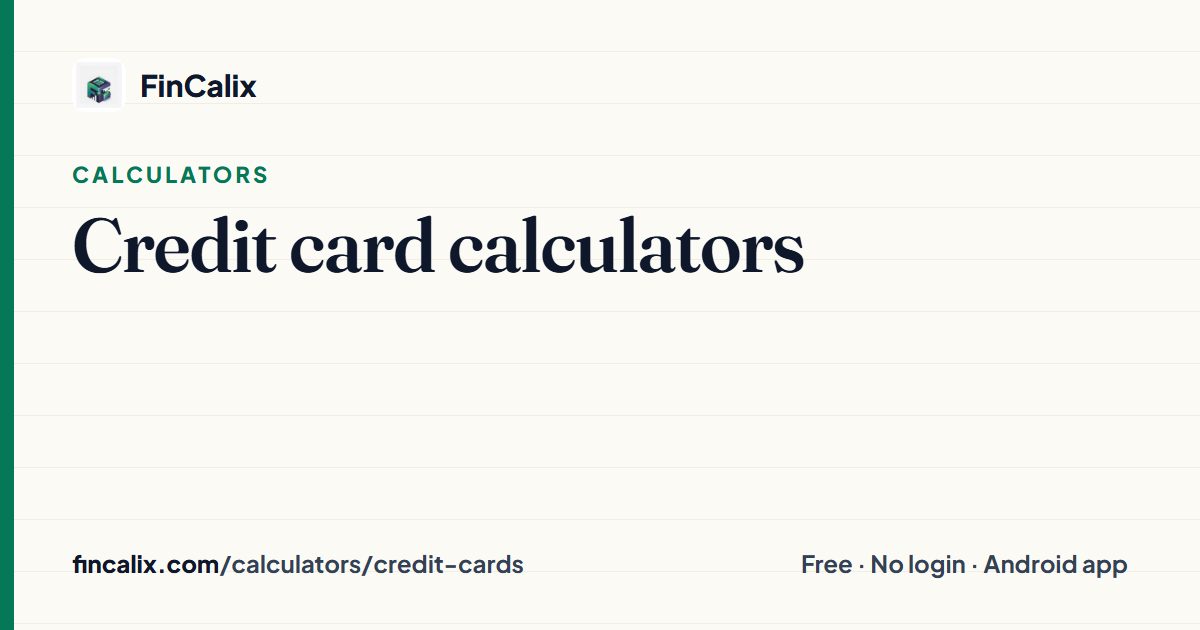 FinCalix
CALCULATORS
Credit card calculators
fincalix.com/calculators/credit-cards
Free · No login · Android app